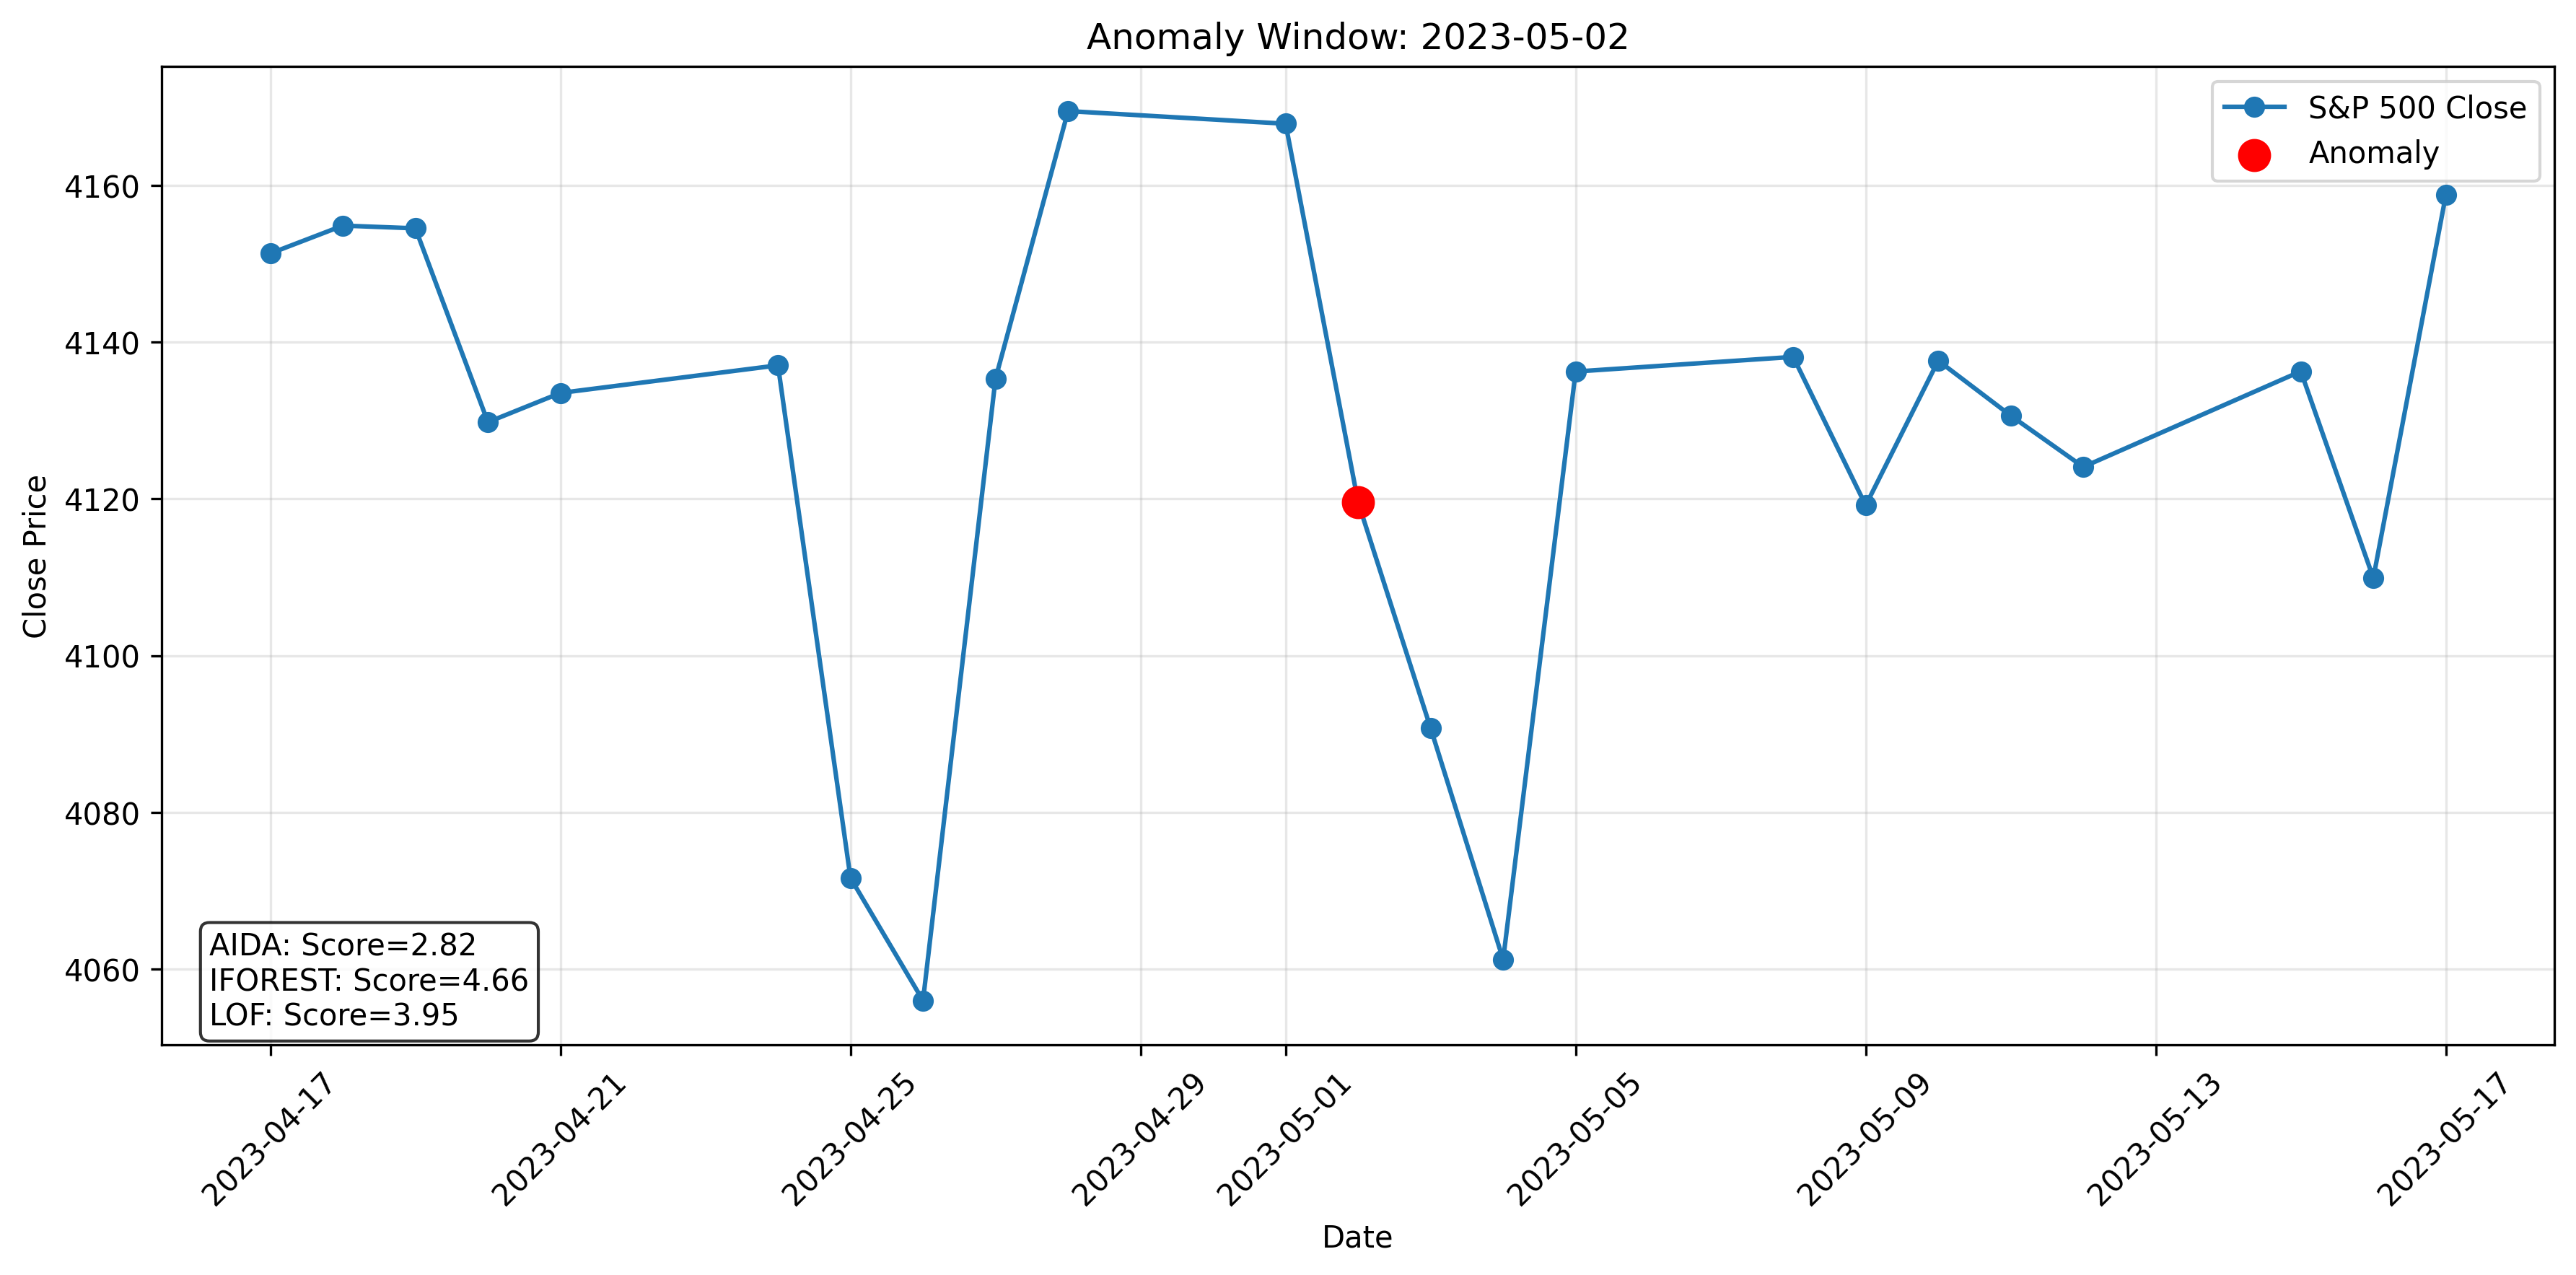 Anomaly Window: 2023-05-02
S&P 500 Close
Anomaly
Close Price
4160
4140
4120
4100
4080
4060
AIDA: Score=2.82
IFOREST: Score=4.66
LOF: Score=3.95
2023-04-17
2023-04-21
2023-04-25
2023-04-29
2023-05-01
2023-05-05
2023-05-09
2023-05-13
2023-05-17
Date